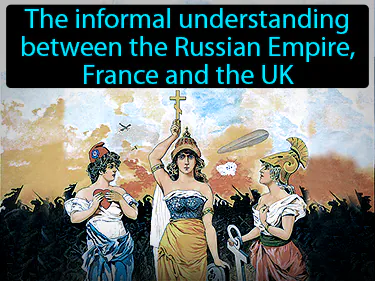 The informal understanding
between the Russian Empire,
France and the UK